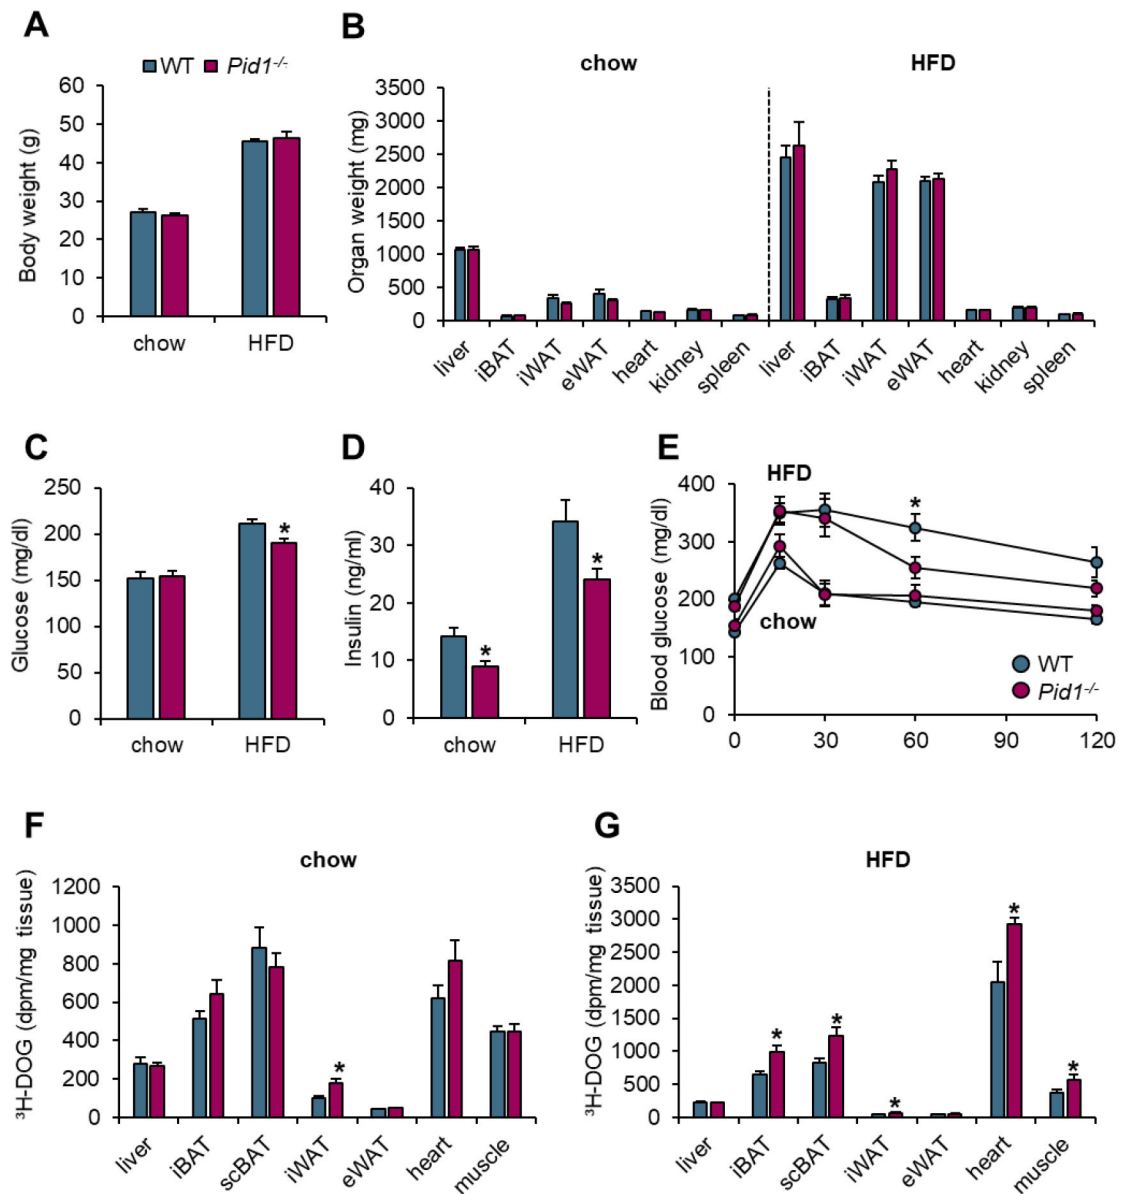 A
WT Pid1-/-
Body weight (g)
60
50
40
30
20
10
0
chow HFD
B
chow HFD
Organ weight (mg)
3500
3000
2500
2000
1500
1000
500
0
liver iBAT iWAT eWAT heart kidney spleen liver iBAT iWAT eWAT heart kidney spleen
C
Glucose (mg/dl)
250
200
150
100
50
0
*
chow HFD
D
Insulin (ng/ml)
40
30
20
10
0
* *
chow HFD
E
Blood glucose (mg/dl)
400
300
200
100
0
HFD
*
chow
WT
Pid1-/-
0 30 60 90 120
F
chow
³H-DOG (dpm/mg tissue)
1200
1000
800
600
400
200
0
*
liver iBAT scBAT iWAT eWAT heart muscle
G
HFD
³H-DOG (dpm/mg tissue)
3500
3000
2500
2000
1500
1000
500
0
* * * * *
liver iBAT scBAT iWAT eWAT heart muscle